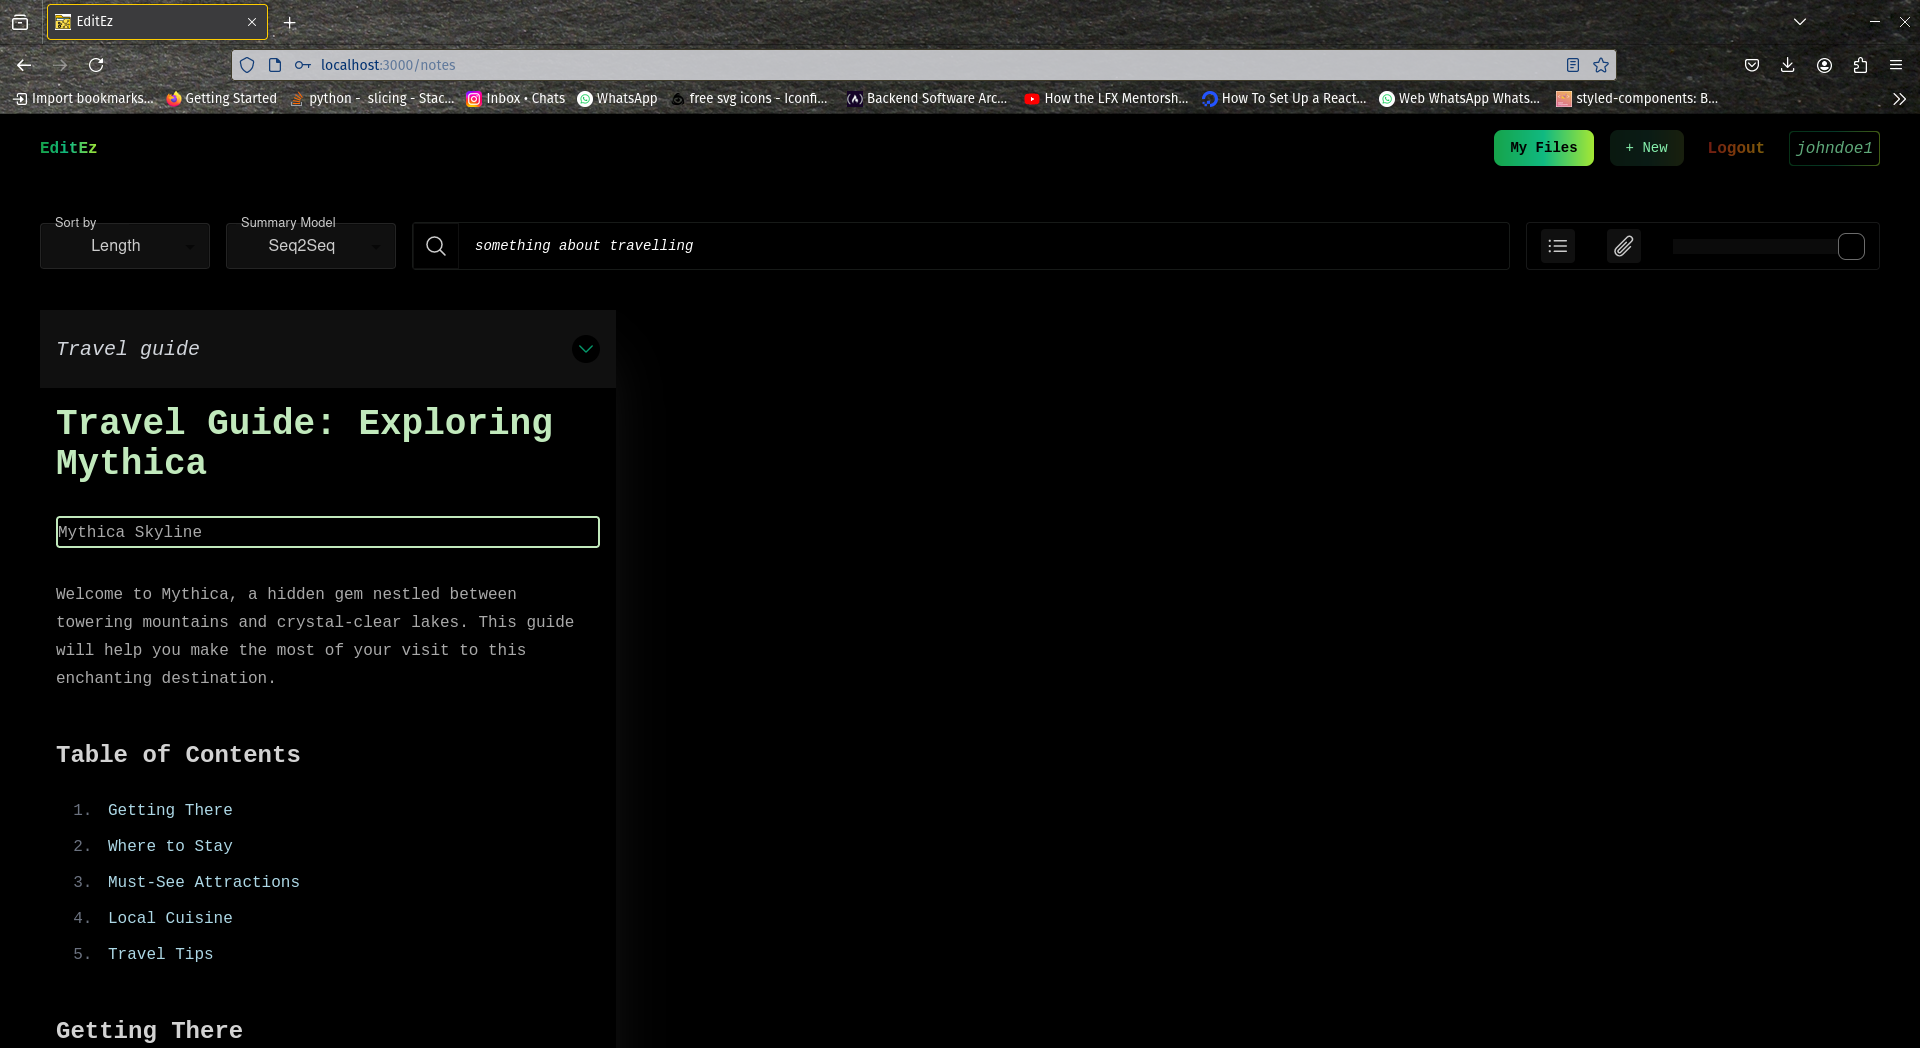 EditEz
localhost:3000/notes
Import bookmarks... Getting Started python - slicing - Stac... Inbox • Chats WhatsApp free svg icons - Iconfi... Backend Software Arc... How the LFX Mentorsh... How To Set Up a React... Web WhatsApp Whats... styled-components: B...
EditEz My Files + New Logout johndoe1
Sort by Summary Model
Length Seq2Seq something about travelling
Travel guide
Travel Guide: Exploring
Mythica
Mythica Skyline
Welcome to Mythica, a hidden gem nestled between
towering mountains and crystal-clear lakes. This guide
will help you make the most of your visit to this
enchanting destination.
Table of Contents
1. Getting There
2. Where to Stay
3. Must-See Attractions
4. Local Cuisine
5. Travel Tips
Getting There